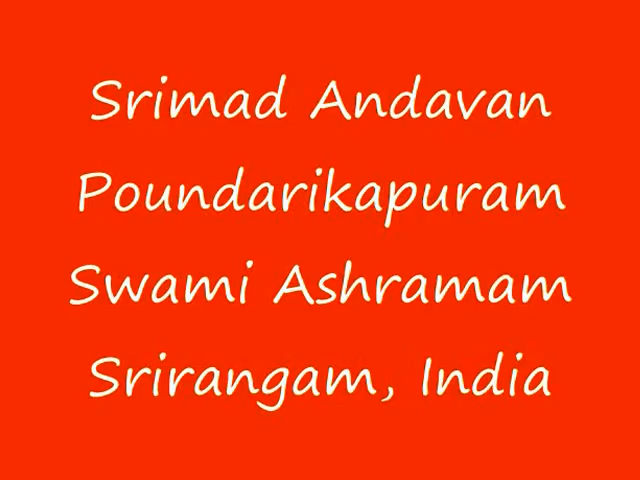 Srimad Andavan
Poundarikapuram
Swami Ashramam
Srirangam, India